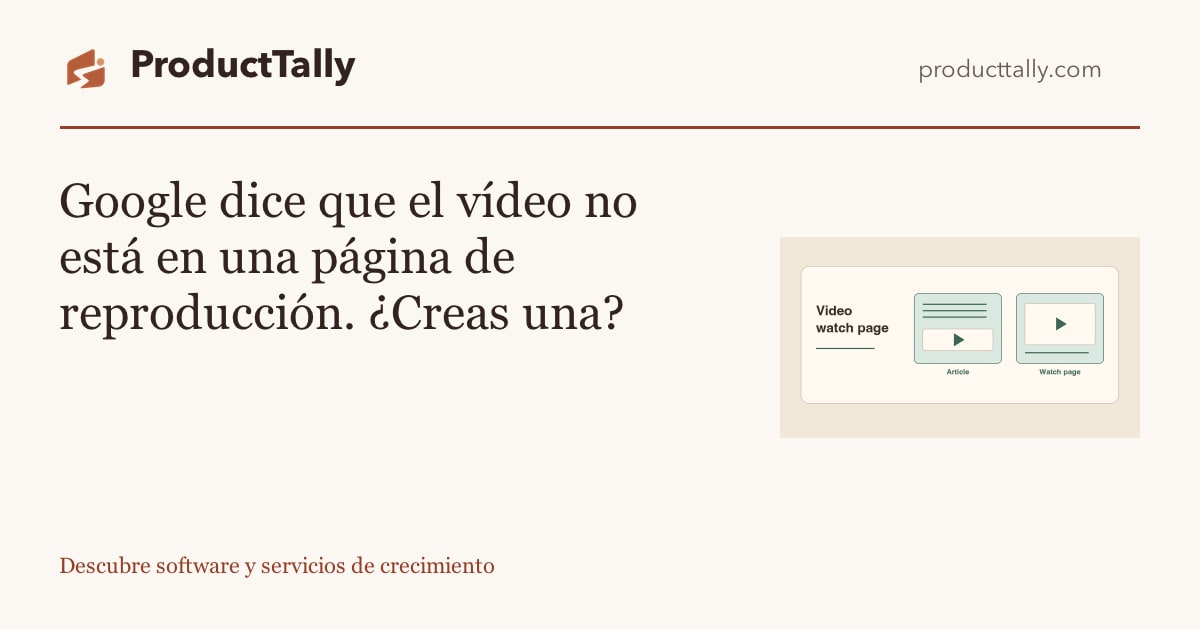 ProductTally
producttally.com
Google dice que el vídeo no
está en una página de
reproducción. ¿Creas una?
Video
watch page
Article
Watch page
Descubre software y servicios de crecimiento